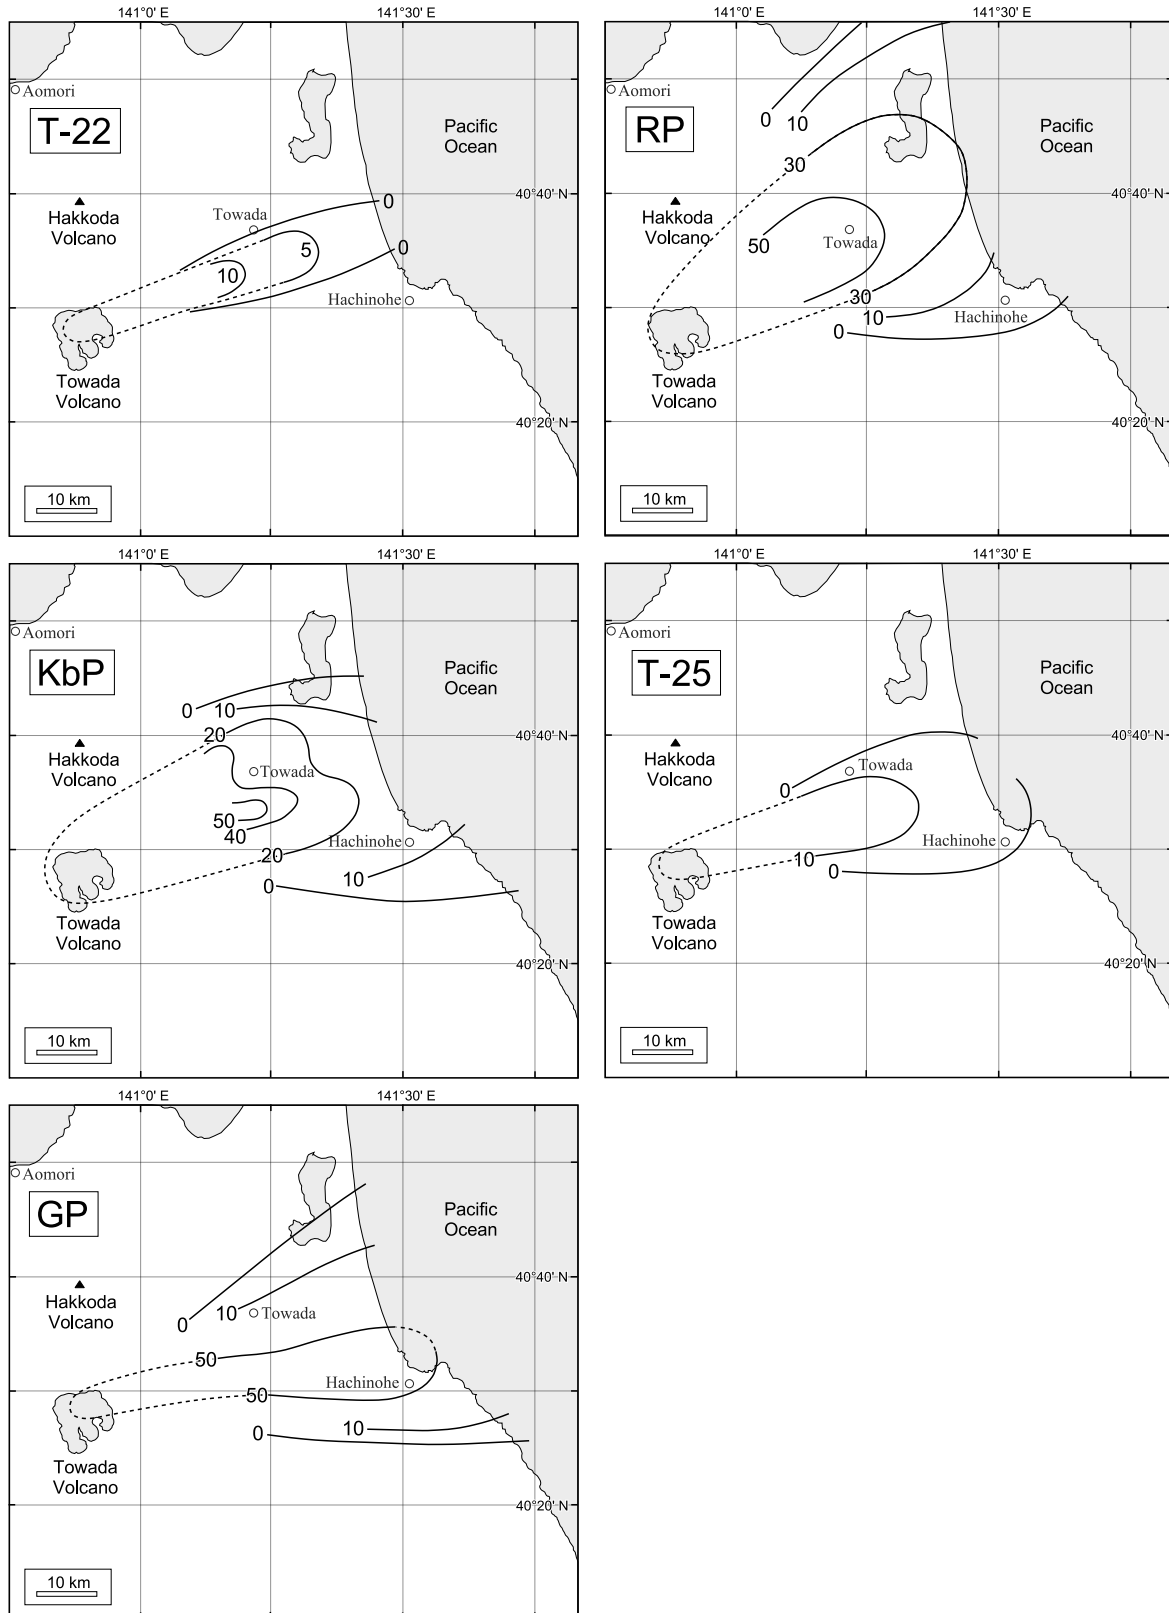 141°0' E 141°30' E
Aomori
T-22
Pacific
Ocean
40°40' N
Hakkoda
Volcano
Towada
0
0
5
10
Hachinohe
Towada
Volcano
40°20' N
10 km
141°0' E 141°30' E
Aomori
RP
Pacific
Ocean
0 10
30
40°40' N
Hakkoda
Volcano
50
Towada
30
10
0
Hachinohe
Towada
Volcano
40°20' N
10 km
141°0' E 141°30' E
Aomori
KbP
Pacific
Ocean
0 10
20
40°40' N
Hakkoda
Volcano
Towada
50
40
Hachinohe
20
10
0
Towada
Volcano
40°20' N
10 km
141°0' E 141°30' E
Aomori
T-25
Pacific
Ocean
40°40' N
Hakkoda
Volcano
Towada
0
Hachinohe
10
0
Towada
Volcano
40°20' N
10 km
141°0' E 141°30' E
Aomori
GP
Pacific
Ocean
40°40' N
Hakkoda
Volcano
10
0
Towada
50
Hachinohe
50
10
0
Towada
Volcano
40°20' N
10 km